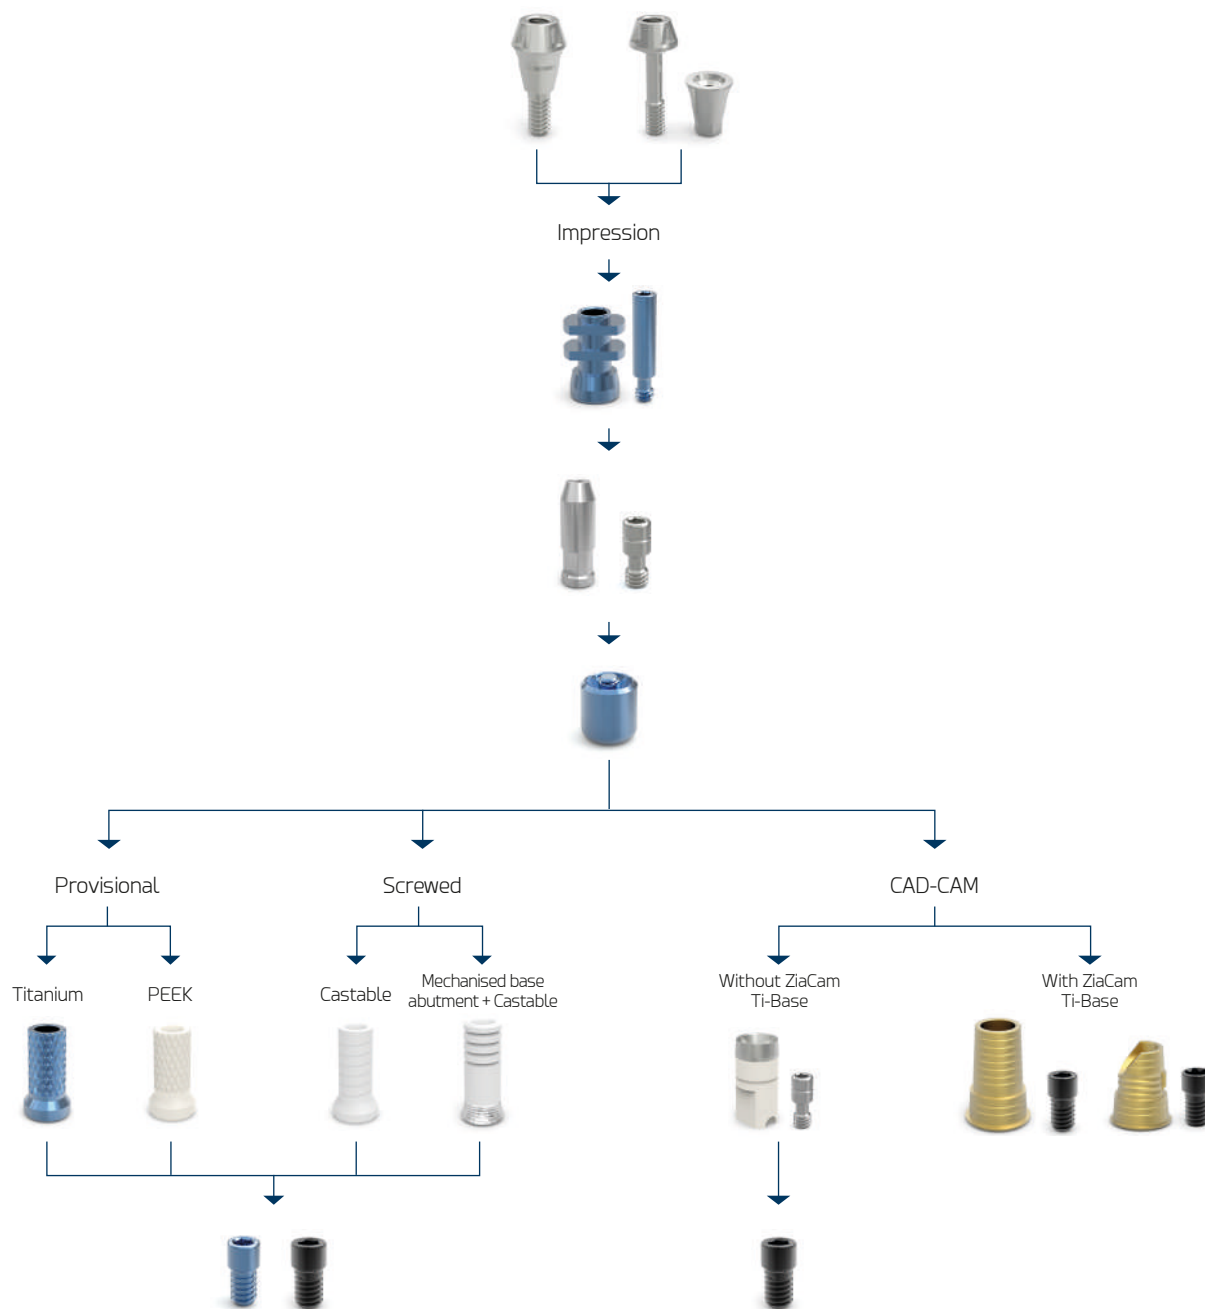 Impression
Provisional
Screwed
CAD-CAM
Titanium
PEEK
Castable
Mechanised base
abutment + Castable
Without ZiaCam
Ti-Base
With ZiaCam
Ti-Base